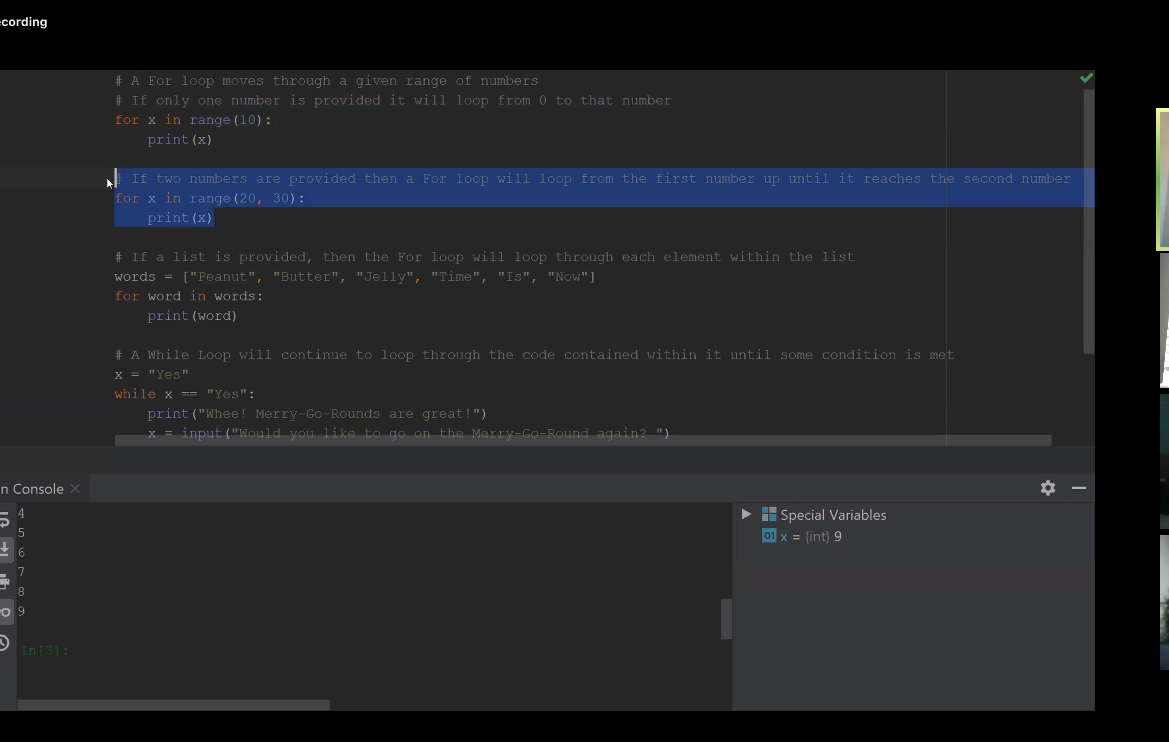 ecording
# A For loop moves through a given range of numbers
# If only one number is provided it will loop from 0 to that number
for x in range(10):
    print(x)
# If two numbers are provided then a For loop will loop from the first number up until it reaches the second number
for x in range(20, 30):
    print(x)
# If a list is provided, then the For loop will loop through each element within the list
words = ["Peanut", "Butter", "Jelly", "Time", "Is", "Now"]
for word in words:
    print(word)
# A While Loop will continue to loop through the code contained within it until some condition is met
x = "Yes"
while x == "Yes":
    print("Whee! Merry-Go-Rounds are great!")
    x = input("Would you like to go on the Merry-Go-Round again? ")
n Console
4
5
6
7
8
9
In[3]:
Special Variables
01 x = {int} 9